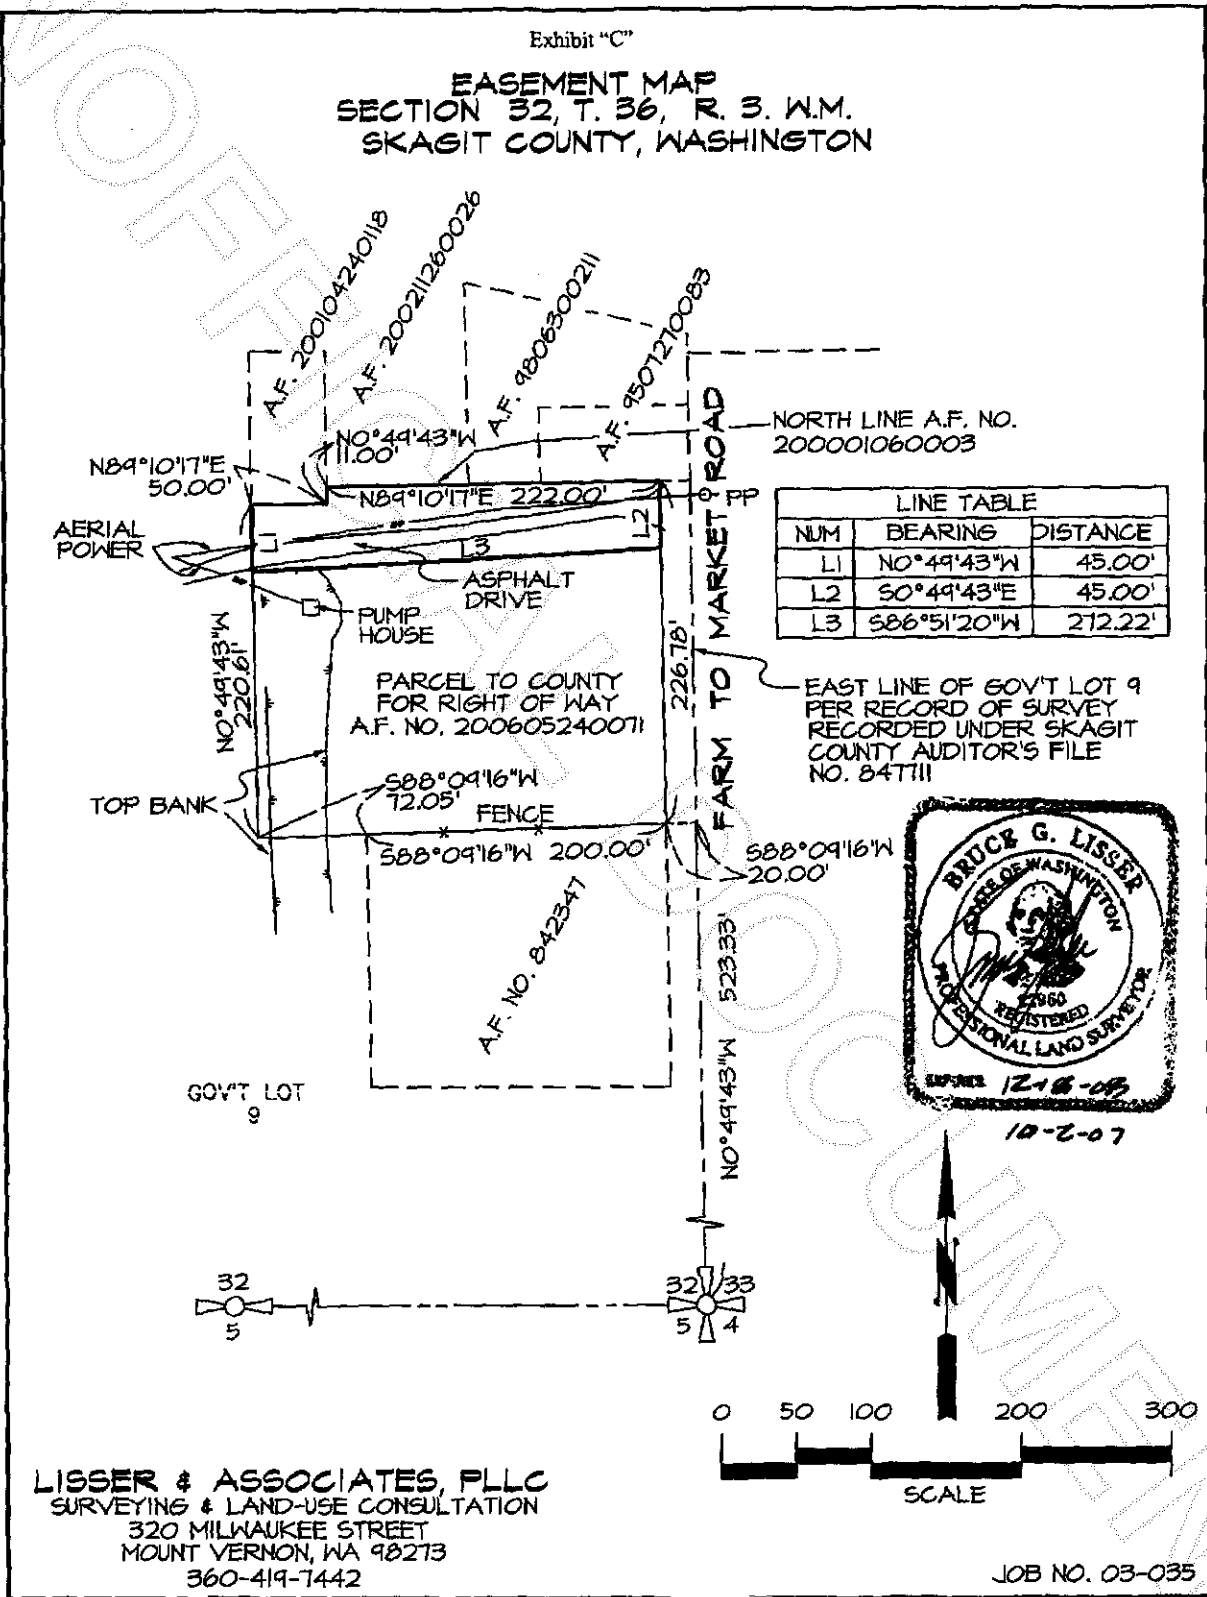 Exhibit "C"
EASEMENT MAP
SECTION 32, T. 36, R. 3. W.M.
SKAGIT COUNTY, WASHINGTON
A.F. 200104240118
A.F. 200211260026
A.F. 9806300211
A.F. 9507270083
N0°49'43"W
11.00'
N89°10'17"E
50.00'
N89°10'17"E 222.00'
NORTH LINE A.F. NO.
200001060003
PP
AERIAL
POWER
L2
L3
ASPHALT
DRIVE
PUMP
HOUSE
LINE TABLE
NUM BEARING DISTANCE
L1 N0°49'43"W 45.00'
L2 S0°49'43"E 45.00'
L3 S86°51'20"W 272.22'
N0°49'43"W
220.61'
PARCEL TO COUNTY
FOR RIGHT OF WAY
A.F. NO. 200605240071
226.78'
FARM TO MARKET ROAD
EAST LINE OF GOV'T LOT 9
PER RECORD OF SURVEY
RECORDED UNDER SKAGIT
COUNTY AUDITOR'S FILE
NO. 847711
TOP BANK
S88°09'16"W
72.05'
FENCE
S88°09'16"W 200.00'
S88°09'16"W
20.00'
A.F. NO. 842347
N0°49'43"W 523.33'
BRUCE G. LISSER
STATE OF WASHINGTON
22960
REGISTERED
PROFESSIONAL LAND SURVEYOR
EXPIRES
10-2-07
GOV'T LOT
9
32
5
32 33
5 4
N
0 50 100 200 300
SCALE
LISSER & ASSOCIATES, PLLC
SURVEYING & LAND-USE CONSULTATION
320 MILWAUKEE STREET
MOUNT VERNON, WA 98273
360-419-7442
JOB NO. 03-035
UNOFFICIAL DOCUMENT